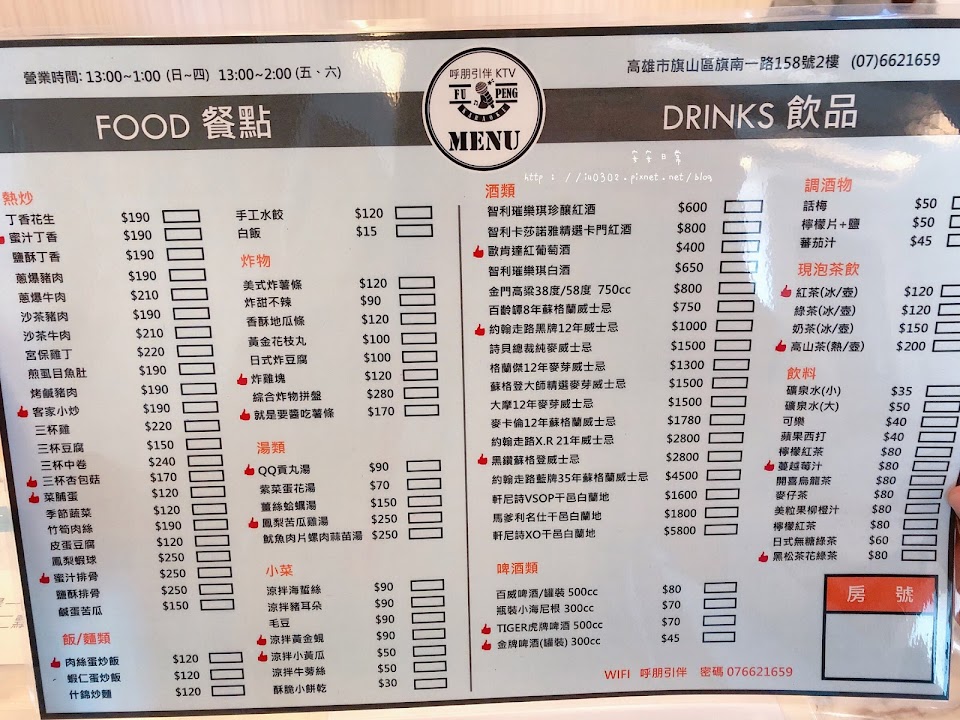 營業時間: 13:00~1:00 (日~四) 13:00~2:00 (五、六)
呼朋引伴 KTV
FU PENG
MENU
高雄市旗山區旗南一路158號2樓 (07)6621659
FOOD 餐點
DRINKS 飲品
http : //iv0302.pixnet.net/blog
熱炒
丁香花生 $190
蜜汁丁香 $190
鹽酥丁香 $190
蔥爆豬肉 $190
蔥爆牛肉 $210
沙茶豬肉 $190
沙茶牛肉 $210
宮保雞丁 $220
煎虱目魚肚 $190
烤鹹豬肉 $190
客家小炒 $190
三杯雞 $220
三杯豆腐 $150
三杯中卷 $240
三杯杏包菇 $170
菜脯蛋 $120
季節蔬菜 $120
竹筍肉絲 $190
皮蛋豆腐 $120
鳳梨蝦球 $250
蜜汁排骨 $250
鹽酥排骨 $250
鹹蛋苦瓜 $150
飯/麵類
肉絲蛋炒飯 $120
蝦仁蛋炒飯 $120
什錦炒麵 $120
手工水餃 $120
白飯 $15
炸物
美式炸薯條 $120
炸甜不辣 $90
香酥地瓜條 $120
黃金花枝丸 $100
日式炸豆腐 $100
炸雞塊 $120
綜合炸物拼盤 $280
就是要醬吃薯條 $170
湯類
QQ貢丸湯 $90
紫菜蛋花湯 $70
薑絲蛤蠣湯 $150
鳳梨苦瓜雞湯 $250
魷魚肉片螺肉蒜苗湯 $250
小菜
涼拌海蜇絲 $90
涼拌豬耳朵 $90
毛豆 $90
涼拌黃金蜆 $90
涼拌小黃瓜 $50
涼拌牛蒡絲 $50
酥脆小餅乾 $30
酒類
智利璀樂琪珍釀紅酒 $600
智利卡莎諾雅精選卡門紅酒 $800
歐肯達紅葡萄酒 $400
智利璀樂琪白酒 $650
金門高粱38度/58度 750cc $800
百齡譚8年蘇格蘭威士忌 $750
約翰走路黑牌12年威士忌 $1000
詩貝總裁純麥威士忌 $1500
格蘭傑12年麥芽威士忌 $1300
蘇格登大師精選麥芽威士忌 $1500
大摩12年麥芽威士忌 $1500
麥卡倫12年蘇格蘭威士忌 $1780
約翰走路X.R 21年威士忌 $2800
黑鑽蘇格登威士忌 $2800
約翰走路藍牌35年蘇格蘭威士忌 $4500
軒尼詩VSOP干邑白蘭地 $1600
馬爹利名仕干邑白蘭地 $1800
軒尼詩XO干邑白蘭地 $5800
啤酒類
百威啤酒/罐裝 500cc $80
瓶裝小海尼根 300cc $70
TIGER虎牌啤酒 500cc $70
金牌啤酒(罐裝) 300cc $45
調酒物
話梅 $50
檸檬片+鹽 $50
蕃茄汁 $45
現泡茶飲
紅茶(冰/壺) $120
綠茶(冰/壺) $120
奶茶(冰/壺) $150
高山茶(熱/壺) $200
飲料
礦泉水(小) $35
礦泉水(大) $50
可樂 $40
蘋果西打 $40
檸檬紅茶 $80
蔓越莓汁 $80
開喜烏龍茶 $80
麥仔茶 $80
美粒果柳橙汁 $80
檸檬紅茶 $80
日式無糖綠茶 $60
黑松茶花綠茶 $80
房 號
WIFI 呼朋引伴 密碼 076621659